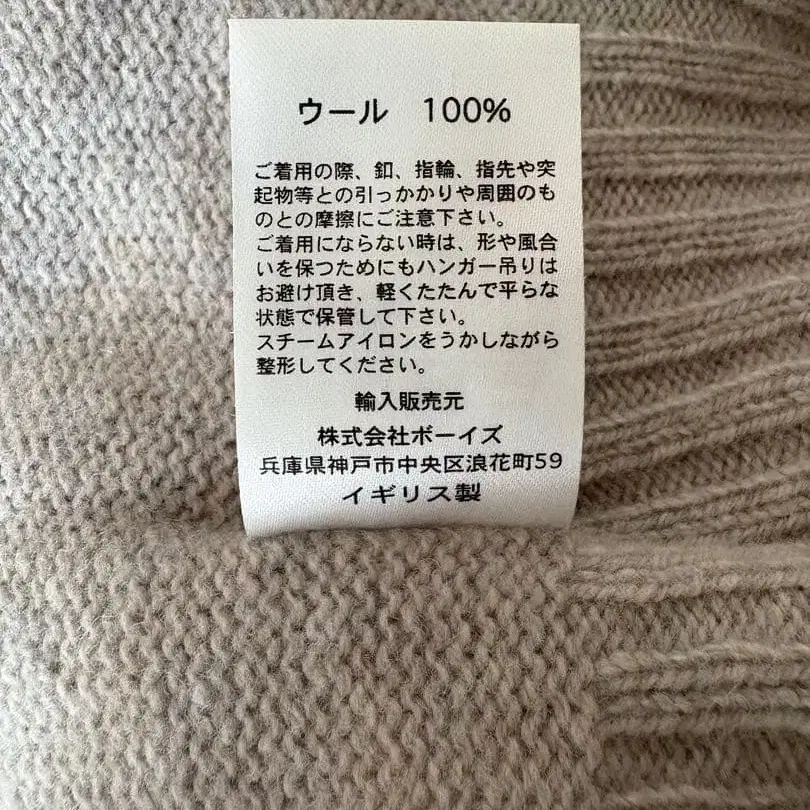 ウール 100%
ご着用の際、釦、指輪、指先や突
起物等との引っかかりや周囲のも
のとの摩擦にご注意下さい。
ご着用にならない時は、形や風合
いを保つためにもハンガー吊りは
お避け頂き、軽くたたんで平らな
状態で保管して下さい。
スチームアイロンをうかしながら
整形してください。
輸入販売元
株式会社ボーイズ
兵庫県神戸市中央区浪花町59
イギリス製